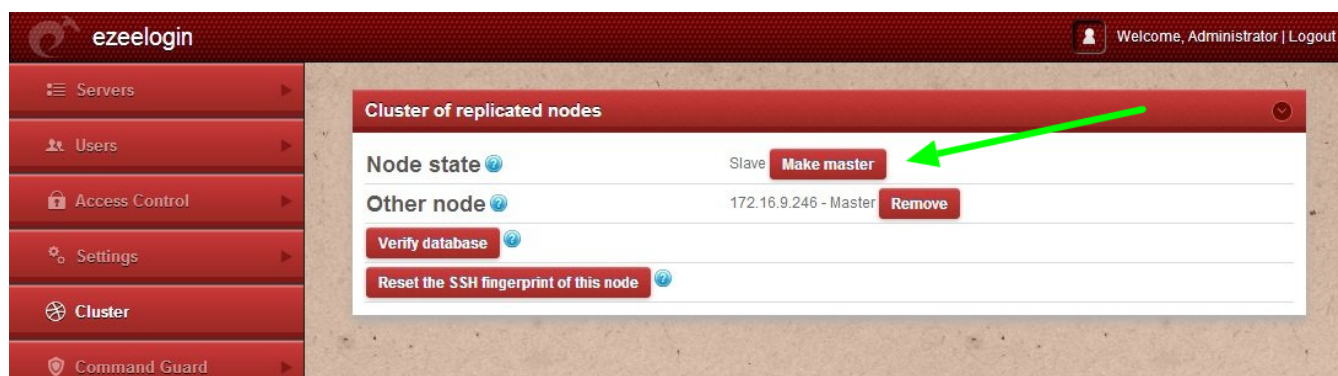 ezeelogin
Welcome, Administrator | Logout
Servers
Users
Access Control
Settings
Cluster
Command Guard
Cluster of replicated nodes
Node state ?
Slave Make master
Other node ?
172.16.9.246 - Master Remove
Verify database ?
Reset the SSH fingerprint of this node ?